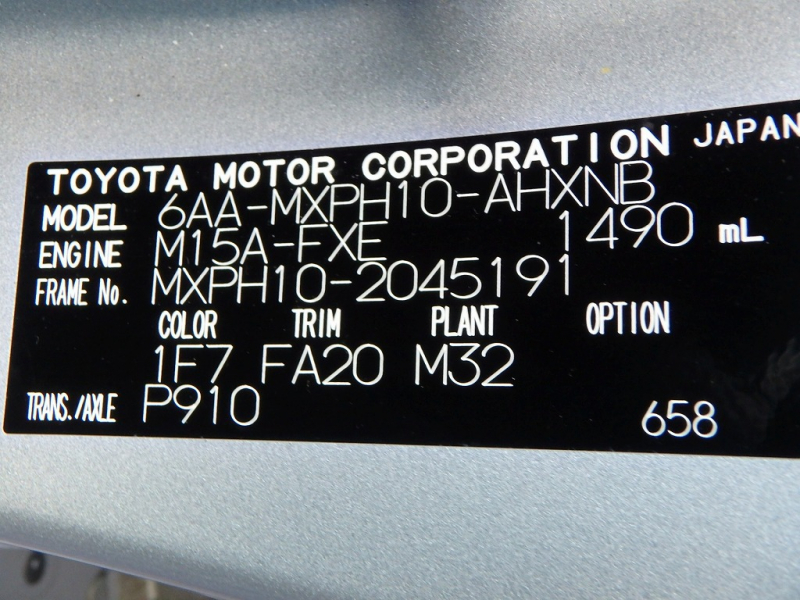 TOYOTA MOTOR CORPORATION JAPAN
MODEL 6AA-MXPH10-AHXNB
ENGINE M15A-FXE 1490 mL
FRAME No. MXPH10-2045191
COLOR TRIM PLANT OPTION
1F7 FA20 M32
TRANS./AXLE P910 658